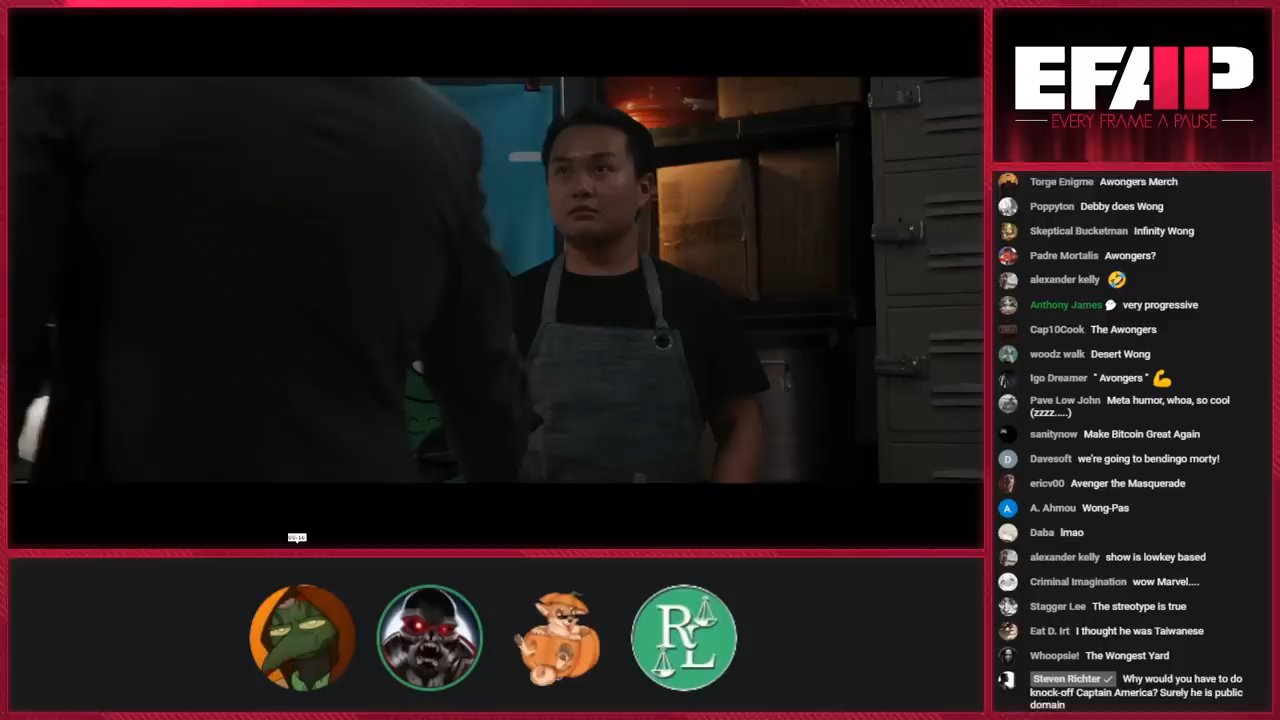 EFAP
EVERY FRAME A PAUSE
Torge Enigme Awongers Merch
Poppyton Debby does Wong
Skeptical Bucketman Infinity Wong
Padre Mortalis Awongers?
alexander kelly 🤣
Anthony James very progressive
Cap10Cook The Awongers
woodz walk Desert Wong
Igo Dreamer " Avongers " 💪
Pave Low John Meta humor, whoa, so cool
(zzzz.....)
sanitynow Make Bitcoin Great Again
D
Davesoft we're going to bendingo morty!
ericv00 Avenger the Masquerade
A
A. Ahmou Wong-Pas
Daba lmao
alexander kelly show is lowkey based
Criminal Imagination wow Marvel....
Stagger Lee The streotype is true
Eat D. Irt I thought he was Taiwanese
Whoopsie! The Wongest Yard
Steven Richter ✓ Why would you have to do
knock-off Captain America? Surely he is public
domain
RL